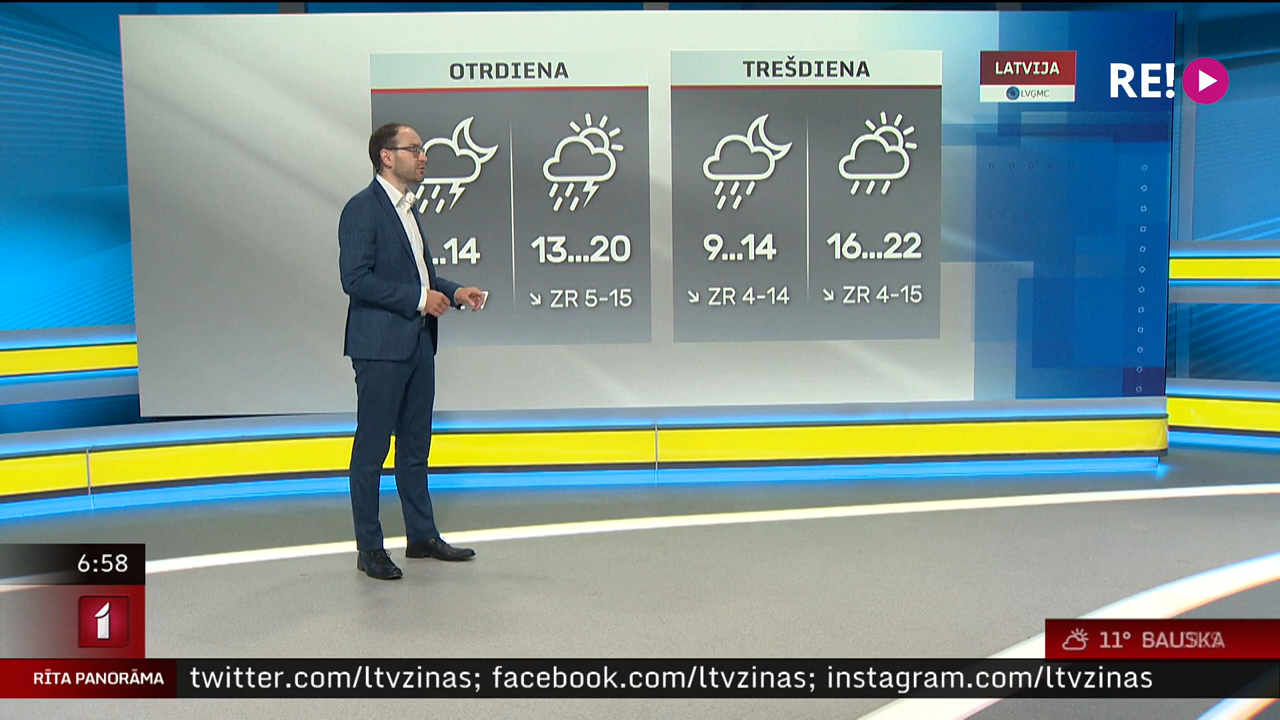 OTRDIENA
TREŠDIENA
LATVIJA
LVĢMC
RE!
..14
13...20
9...14
16...22
ZR 5-15
ZR 4-14
ZR 4-15
6:58
1
11° BAUSKA
RĪTA PANORĀMA
twitter.com/ltvzinas; facebook.com/ltvzinas; instagram.com/ltvzinas